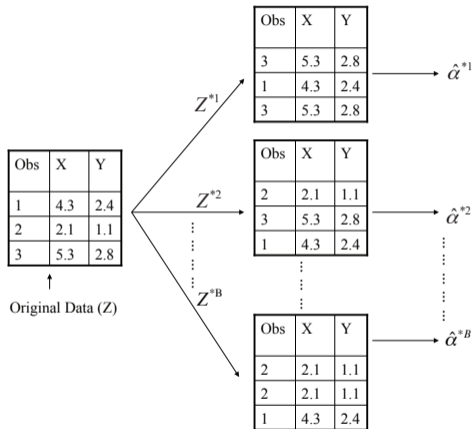 Obs X Y
3 5.3 2.8
1 4.3 2.4
3 5.3 2.8
Z*1
α̂*1
Obs X Y
1 4.3 2.4
2 2.1 1.1
3 5.3 2.8
Original Data (Z)
Z*2
Obs X Y
2 2.1 1.1
3 5.3 2.8
1 4.3 2.4
α̂*2
Z*B
Obs X Y
2 2.1 1.1
2 2.1 1.1
1 4.3 2.4
α̂*B